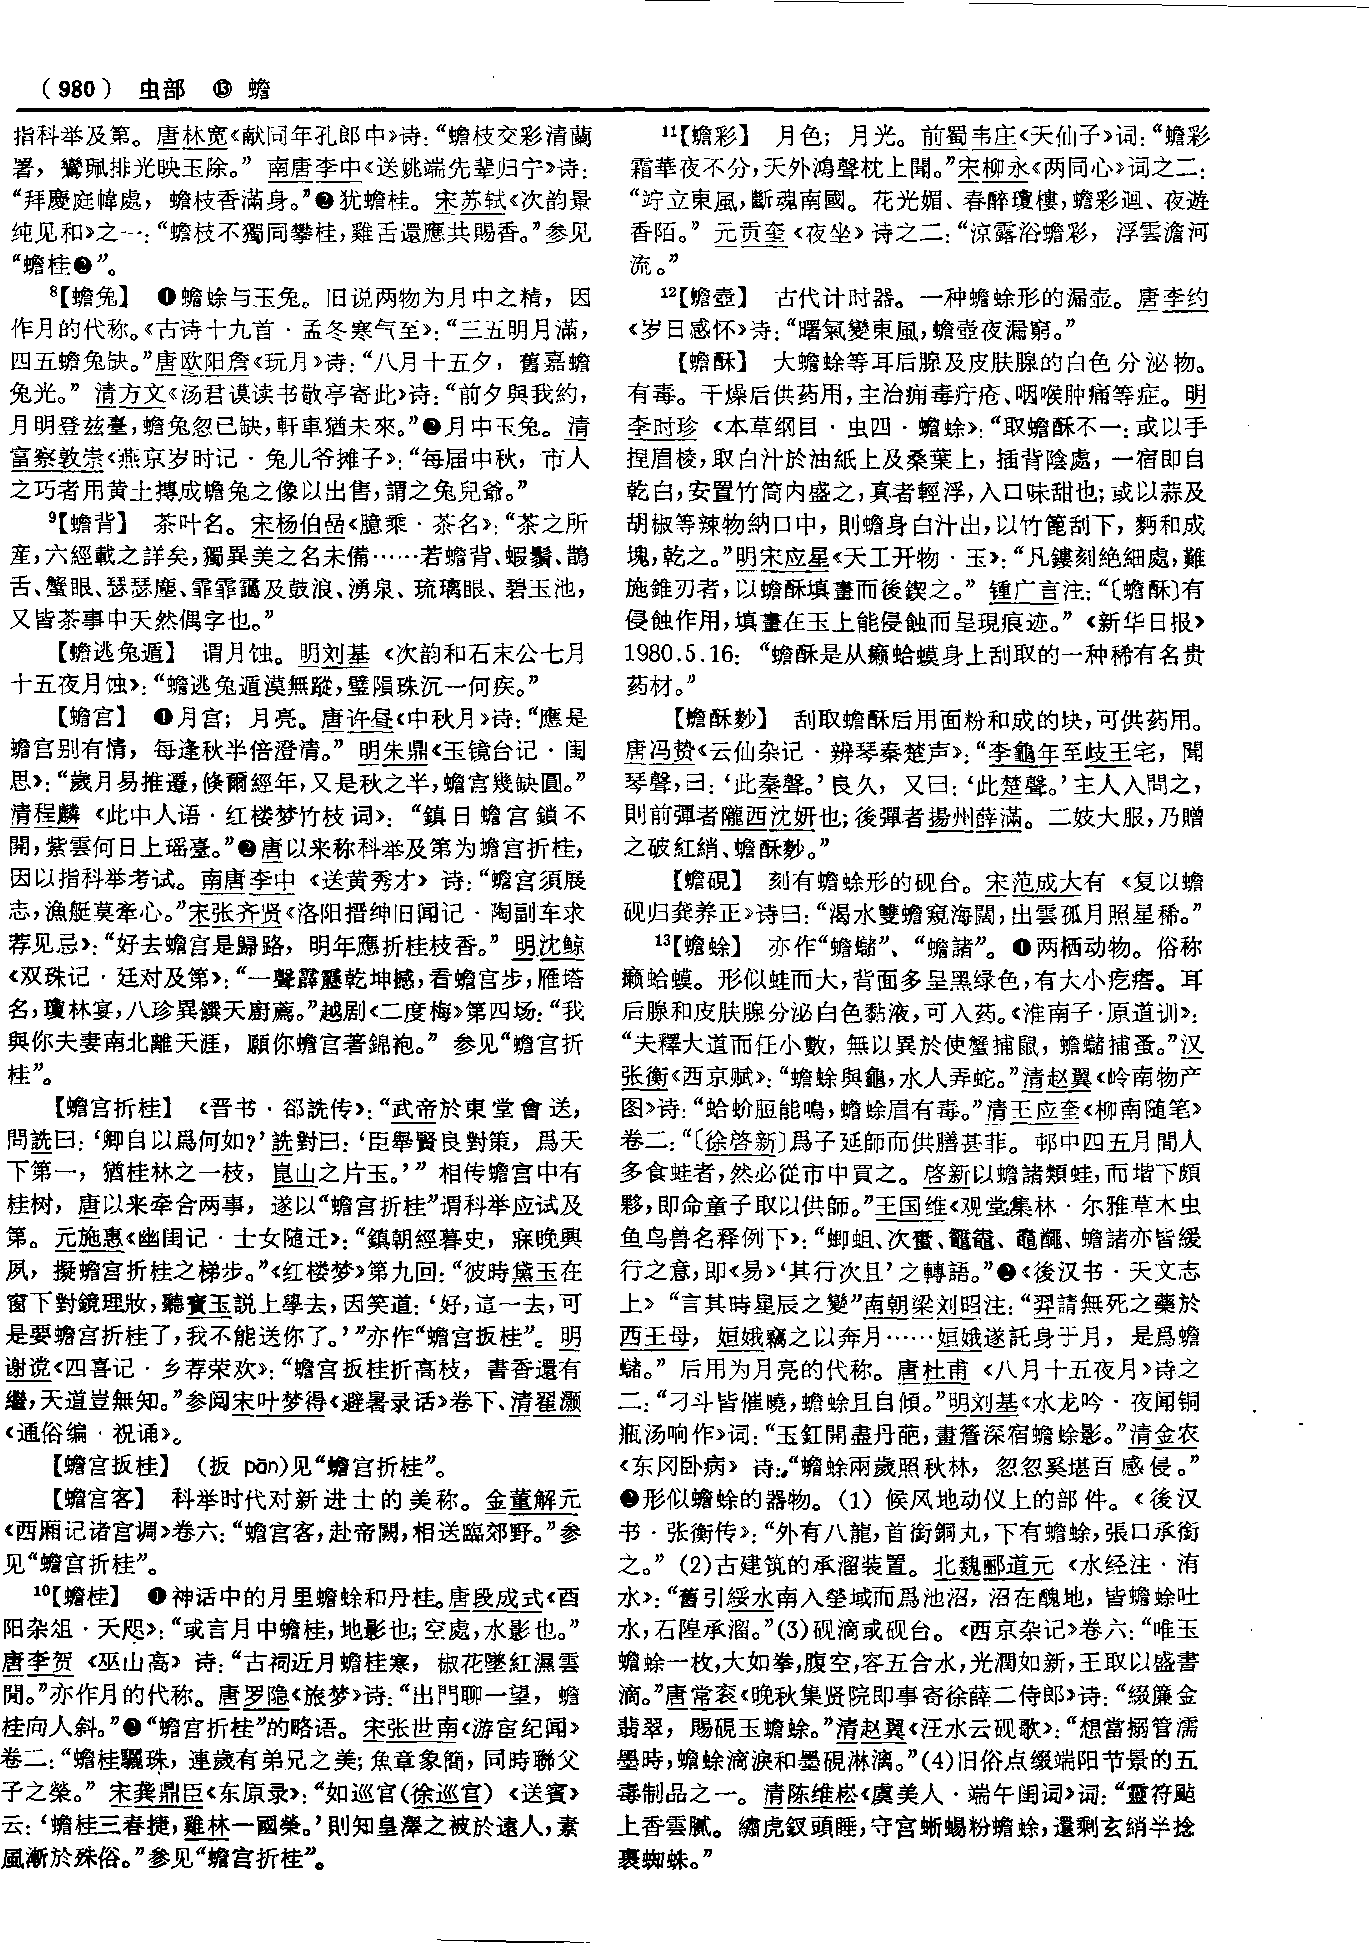 （980） 虫部 ⓭ 蟾
指科举及第。唐林宽《献同年孔郎中》诗：“蟾枝交彩清蘭
署，鸞珮排光映玉除。” 南唐李中《送姚端先辈归宁》诗：
“拜慶庭幃處，蟾枝香滿身。”❷犹蟾桂。宋苏轼《次韵景
纯见和》之一：“蟾枝不獨同攀桂，雞舌還應共賜香。”参见
“蟾桂❷”。
8【蟾兔】 ❶蟾蜍与玉兔。旧说两物为月中之精，因
作月的代称。《古诗十九首·孟冬寒气至》：“三五明月滿，
四五蟾兔缺。”唐欧阳詹《玩月》诗：“八月十五夕，舊嘉蟾
兔光。” 清方文《汤君谟读书敬亭寄此》诗：“前夕與我約，
月明登兹臺，蟾兔忽已缺，軒車猶未來。”❷月中玉兔。清
富察敦崇《燕京岁时记·兔儿爷摊子》：“每届中秋，市人
之巧者用黄土摶成蟾兔之像以出售，謂之兔兒爺。”
9【蟾背】 茶叶名。宋杨伯嵒《臆乘·茶名》：“茶之所
産，六經載之詳矣，獨異美之名未備……若蟾背、蝦鬚、鵲
舌、蟹眼、瑟瑟塵、霏霏靄及鼓浪、湧泉、琉璃眼、碧玉池，
又皆茶事中天然偶字也。”
【蟾逃兔遁】 谓月蚀。明刘基《次韵和石末公七月
十五夜月蚀》：“蟾逃兔遁漠無蹤，璧隕珠沉一何疾。”
【蟾宫】 ❶月宫；月亮。唐许昼《中秋月》诗：“應是
蟾宫别有情，每逢秋半倍澄清。” 明朱鼎《玉镜台记·闺
思》：“歲月易推遷，倏爾經年，又是秋之半，蟾宫幾缺圓。”
清程麟《此中人语·红楼梦竹枝词》：“鎮日蟾宫鎖不
開，紫雲何日上瑶臺。”❷唐以来称科举及第为蟾宫折桂，
因以指科举考试。南唐李中《送黄秀才》诗：“蟾宫須展
志，漁艇莫牽心。”宋张齐贤《洛阳搢绅旧闻记·陶副车求
荐见忌》：“好去蟾宫是歸路，明年應折桂枝香。” 明沈鲸
《双珠记·廷对及第》：“一聲霹靂乾坤撼，看蟾宫步，雁塔
名，瓊林宴，八珍異饌天廚薦。”越剧《二度梅》第四场：“我
與你夫妻南北離天涯，願你蟾宫著錦袍。” 参见“蟾宫折
桂”。
【蟾宫折桂】 《晋书·郤詵传》：“武帝於東堂會送，
問詵曰：‘卿自以爲何如？’詵對曰：‘臣舉賢良對策，爲天
下第一，猶桂林之一枝，崑山之片玉。’” 相传蟾宫中有
桂树，唐以来牵合两事，遂以“蟾宫折桂”谓科举应试及
第。元施惠《幽闺记·士女随迁》：“鎮朝經暮史，寐晚興
夙，擬蟾宫折桂之梯步。”《红楼梦》第九回：“彼時黛玉在
窗下對鏡理妝，聽寶玉説上學去，因笑道：‘好，這一去，可
是要蟾宫折桂了，我不能送你了。’”亦作“蟾宫扳桂”。明
谢谠《四喜记·乡荐荣欢》：“蟾宫扳桂折高枝，書香還有
繼，天道豈無知。”参阅宋叶梦得《避暑录话》卷下、清翟灏
《通俗编·祝诵》。
【蟾宫扳桂】 （扳 pān）见“蟾宫折桂”。
【蟾宫客】 科举时代对新进士的美称。金董解元
《西厢记诸宫调》卷六：“蟾宫客，赴帝闕，相送臨郊野。”参
见“蟾宫折桂”。
10【蟾桂】 ❶神话中的月里蟾蜍和丹桂。唐段成式《酉
阳杂俎·天咫》：“或言月中蟾桂，地影也；空處，水影也。”
唐李贺《巫山高》诗：“古祠近月蟾桂寒，椒花墜紅濕雲
間。”亦作月的代称。唐罗隐《旅梦》诗：“出門聊一望，蟾
桂向人斜。”❷“蟾宫折桂”的略语。宋张世南《游宦纪闻》
卷二：“蟾桂驪珠，連歲有弟兄之美；魚章象簡，同時聯父
子之榮。” 宋龚鼎臣《东原录》：“如巡官（徐巡官）《送賓》
云：‘蟾桂三春捷，雞林一國榮。’則知皇澤之被於遠人，素
風漸於殊俗。”参见“蟾宫折桂”。
11【蟾彩】 月色；月光。前蜀韦庄《天仙子》词：“蟾彩
霜華夜不分，天外鴻聲枕上聞。”宋柳永《两同心》词之二：
“竚立東風，斷魂南國。花光媚、春醉瓊樓，蟾彩迥、夜遊
香陌。” 元贡奎《夜坐》诗之二：“涼露浴蟾彩，浮雲澹河
流。”
12【蟾壺】 古代计时器。一种蟾蜍形的漏壶。唐李约
《岁日感怀》诗：“曙氣變東風，蟾壺夜漏窮。”
【蟾酥】 大蟾蜍等耳后腺及皮肤腺的白色分泌物。
有毒。干燥后供药用，主治痈毒疔疮、咽喉肿痛等症。明
李时珍《本草纲目·虫四·蟾蜍》：“取蟾酥不一：或以手
捏眉棱，取白汁於油紙上及桑葉上，插背陰處，一宿即自
乾白，安置竹筒内盛之，真者輕浮，入口味甜也；或以蒜及
胡椒等辣物納口中，則蟾身白汁出，以竹篦刮下，麪和成
塊，乾之。”明宋应星《天工开物·玉》：“凡鏤刻絶細處，難
施錐刃者，以蟾酥填畫而後鍥之。” 锺广言注：“〔蟾酥〕有
侵蝕作用，填畫在玉上能侵蝕而呈現痕迹。”《新华日报》
1980.5.16：“蟾酥是从癞蛤蟆身上刮取的一种稀有名贵
药材。”
【蟾酥麨】 刮取蟾酥后用面粉和成的块，可供药用。
唐冯贽《云仙杂记·辨琴秦楚声》：“李龜年至岐王宅，聞
琴聲，曰：‘此秦聲。’良久，又曰：‘此楚聲。’主人入問之，
則前彈者隴西沈妍也；後彈者揚州薛滿。二妓大服，乃贈
之破紅綃、蟾酥麨。”
【蟾硯】 刻有蟾蜍形的砚台。宋范成大有《复以蟾
砚归龚养正》诗曰：“渴水雙蟾窺海闊，出雲孤月照星稀。”
13【蟾蜍】 亦作“蟾蠩”、“蟾諸”。❶两栖动物。俗称
癞蛤蟆。形似蛙而大，背面多呈黑绿色，有大小疙瘩。耳
后腺和皮肤腺分泌白色黏液，可入药。《淮南子·原道训》：
“夫釋大道而任小數，無以異於使蟹捕鼠，蟾蠩捕蚤。”汉
张衡《西京赋》：“蟾蜍與龜，水人弄蛇。”清赵翼《岭南物产
图》诗：“蛤蚧脰能鳴，蟾蜍眉有毒。”清王应奎《柳南随笔》
卷二：“〔徐啓新〕爲子延師而供膳甚菲。邨中四五月間人
多食蛙者，然必從市中買之。啓新以蟾諸類蛙，而堦下頗
夥，即命童子取以供師。”王国维《观堂集林·尔雅草木虫
鱼鸟兽名释例下》：“蝍蛆、次蟗、鼅鼄、鼀𪓰、蟾諸亦皆緩
行之意，即《易》‘其行次且’之轉語。”❷《後汉书·天文志
上》“言其時星辰之變”南朝梁刘昭注：“羿請無死之藥於
西王母，姮娥竊之以奔月……姮娥遂託身于月，是爲蟾
蠩。” 后用为月亮的代称。唐杜甫《八月十五夜月》诗之
二：“刁斗皆催曉，蟾蜍且自傾。”明刘基《水龙吟·夜闻铜
瓶汤响作》词：“玉釭開盡丹葩，畫簷深宿蟾蜍影。”清金农
《东冈卧病》诗：“蟾蜍兩歲照秋林，忽忽奚堪百感侵。”
❸形似蟾蜍的器物。（1）候风地动仪上的部件。《後汉
书·张衡传》：“外有八龍，首銜銅丸，下有蟾蜍，張口承銜
之。”（2）古建筑的承溜装置。北魏郦道元《水经注·洧
水》：“舊引綏水南入塋域而爲池沼，沼在醜地，皆蟾蜍吐
水，石隍承溜。”（3）砚滴或砚台。《西京杂记》卷六：“唯玉
蟾蜍一枚，大如拳，腹空，容五合水，光潤如新，王取以盛書
滴。”唐常衮《晚秋集贤院即事寄徐薛二侍郎》诗：“綴簾金
翡翠，賜硯玉蟾蜍。”清赵翼《汪水云砚歌》：“想當搦管濡
墨時，蟾蜍滴淚和墨硯淋漓。”（4）旧俗点缀端阳节景的五
毒制品之一。清陈维崧《虞美人·端午闺词》词：“靈符颭
上香雲膩。繡虎釵頭睡，守宫蜥蜴粉蟾蜍，還剩玄綃半捻
裹蜘蛛。”